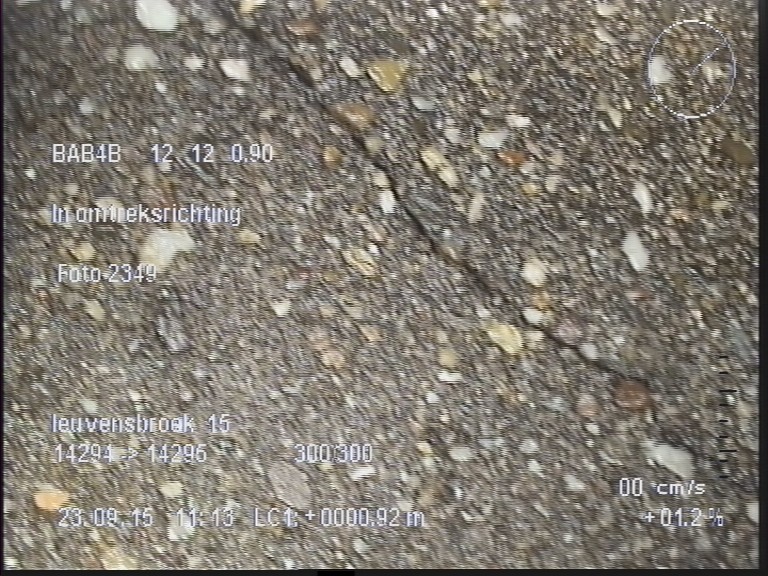 BAB4B 12 12 0.90
In omtreksrichting
Foto 2349
leuvensbroek 15
14294 -> 14295 300/300
00 cm/s
23.09.15 11:13 LC1: +0000.92 m +01.2 %